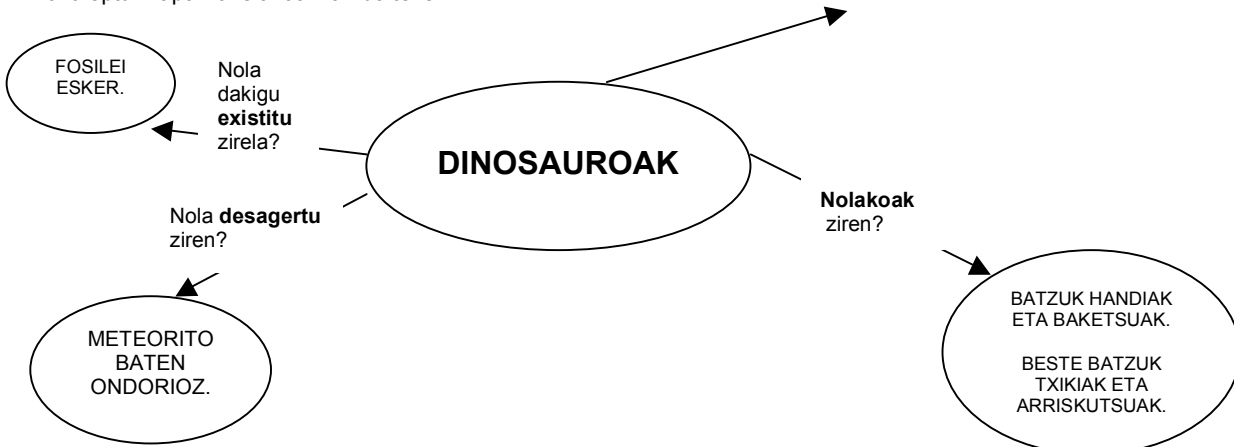 FOSILEI
ESKER.
Nola
dakigu
existitu
zirela?
DINOSAUROAK
Nolakoak
ziren?
Nola desagertu
ziren?
METEORITO
BATEN
ONDORIOZ.
BATZUK HANDIAK
ETA BAKETSUAK.
BESTE BATZUK
TXIKIAK ETA
ARRISKUTSUAK.